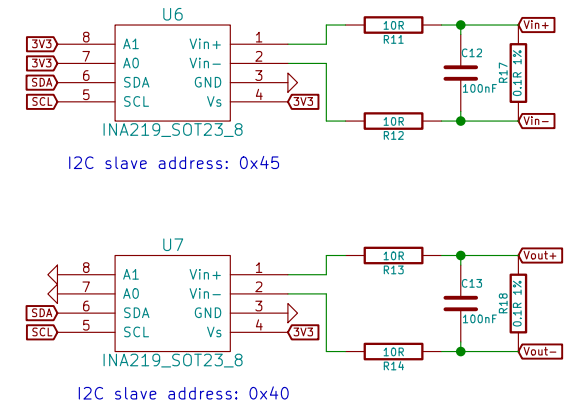 U6
3V3 8 A1 Vin+ 1 10R Vin+
R11
3V3 7 A0 Vin- 2 C12
SDA 6 SDA GND 3 R17 0.1R 1%
SCL 5 SCL Vs 4 3V3 100nF
INA219_SOT23_8 10R Vin-
R12
I2C slave address: 0x45
U7
8 A1 Vin+ 1 10R Vout+
R13
7 A0 Vin- 2 C13
SDA 6 SDA GND 3 R18 0.1R 1%
SCL 5 SCL Vs 4 3V3 100nF
INA219_SOT23_8 10R Vout-
R14
I2C slave address: 0x40